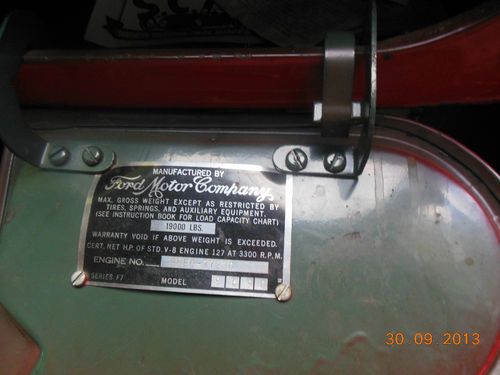 MANUFACTURED BY
Ford Motor Company
MAX. GROSS WEIGHT EXCEPT AS RESTRICTED BY
TIRES, SPRINGS, AND AUXILIARY EQUIPMENT.
(SEE INSTRUCTION BOOK FOR LOAD CAPACITY CHART)
19000 LBS.
WARRANTY VOID IF ABOVE WEIGHT IS EXCEEDED.
CERT. NET HP. OF STD. V-8 ENGINE 127 AT 3300 R.P.M.
ENGINE NO.
SERIES. F7 MODEL
30 09 2013